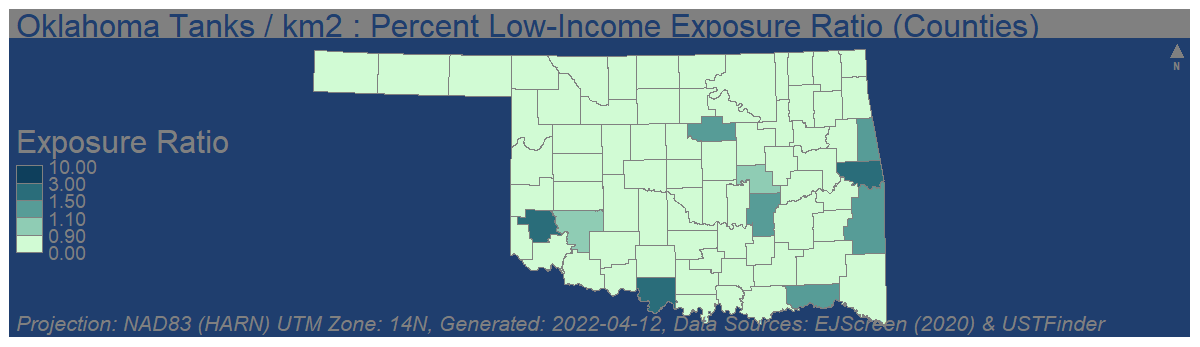 Oklahoma Tanks / km2 : Percent Low-Income Exposure Ratio (Counties)
N
Exposure Ratio
10.00
3.00
1.50
1.10
0.90
0.00
Projection: NAD83 (HARN) UTM Zone: 14N, Generated: 2022-04-12, Data Sources: EJScreen (2020) & USTFinder